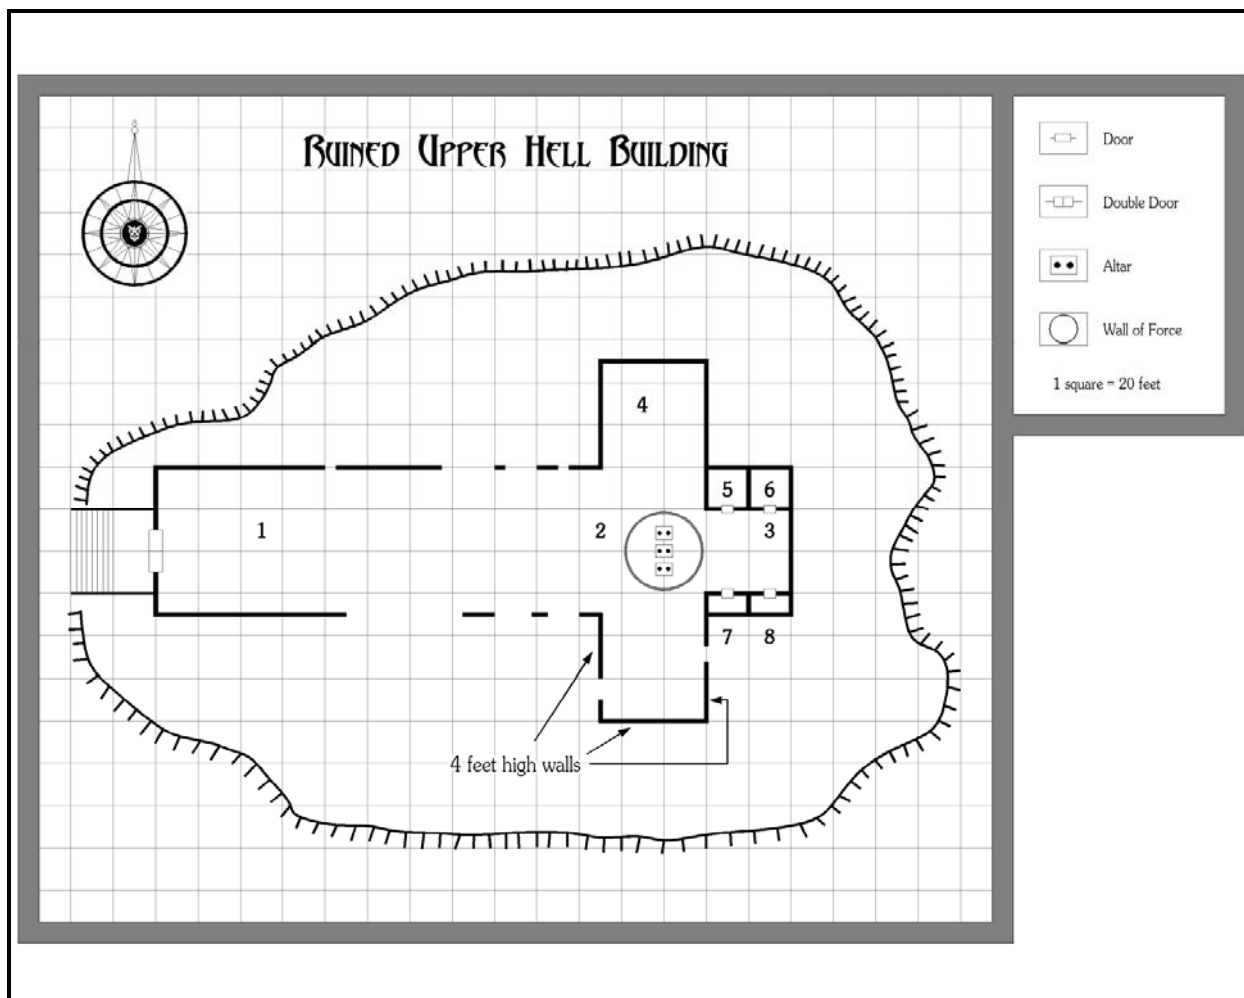 Ruined Upper Hell Building
Door
Double Door
Altar
Wall of Force
1 square = 20 feet
4
5
6
1
2
3
7
8
4 feet high walls